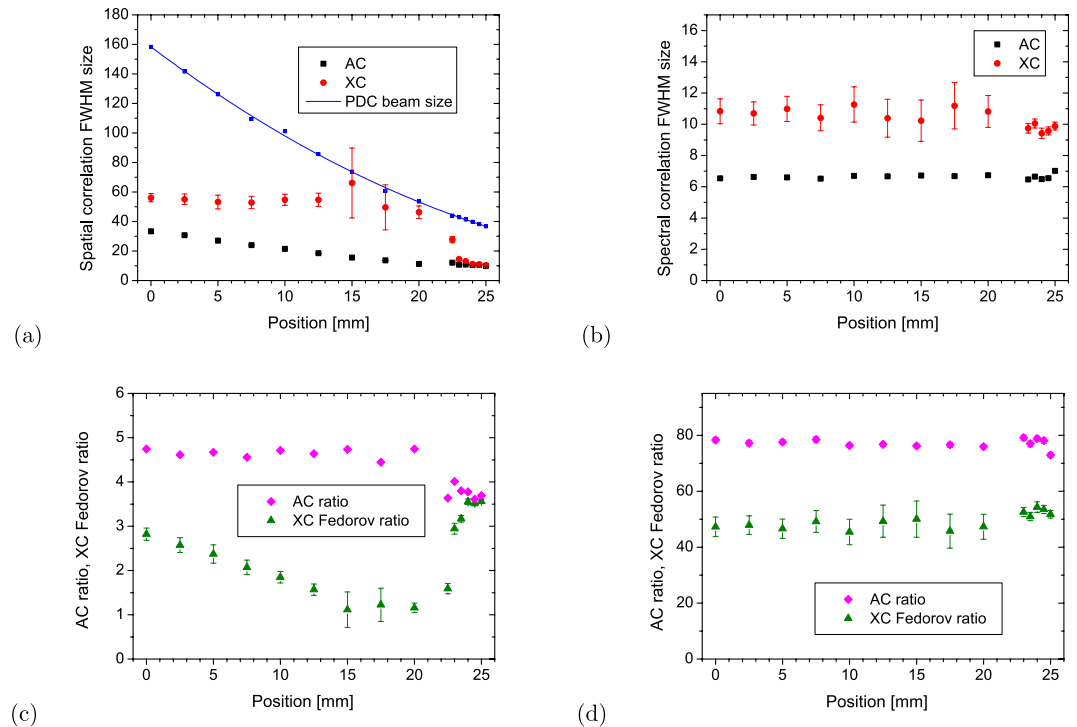 Spatial correlation FWHM size
180
160
140
120
100
80
60
40
20
0
AC
XC
PDC beam size
0 5 10 15 20 25
Position [mm]
(a)
Spectral correlation FWHM size
16
14
12
10
8
6
4
2
0
AC
XC
0 5 10 15 20 25
Position [mm]
(b)
AC ratio, XC Fedorov ratio
6
5
4
3
2
1
0
AC ratio
XC Fedorov ratio
0 5 10 15 20 25
Position [mm]
(c)
AC ratio, XC Fedorov ratio
80
60
40
20
0
AC ratio
XC Fedorov ratio
0 5 10 15 20 25
Position [mm]
(d)